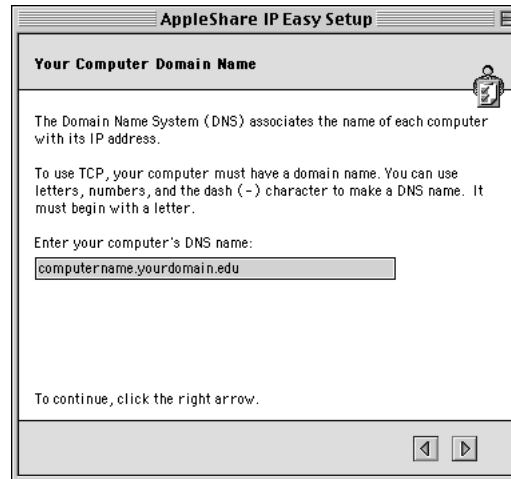 AppleShare IP Easy Setup
Your Computer Domain Name
The Domain Name System (DNS) associates the name of each computer
with its IP address.
To use TCP, your computer must have a domain name. You can use
letters, numbers, and the dash (-) character to make a DNS name. It
must begin with a letter.
Enter your computer's DNS name:
computername.yourdomain.edu
To continue, click the right arrow.